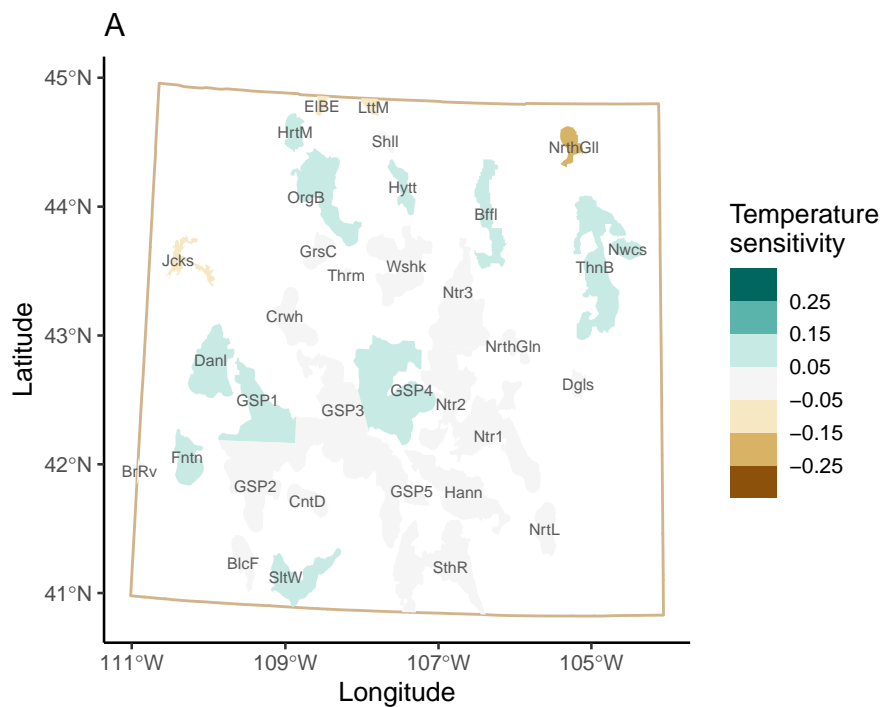 A
45°N
44°N
43°N
42°N
41°N
Latitude
ElBE
LttM
HrtM
Shll
NrthGll
OrgB
Hytt
Bffl
Nwcs
GrsC
Jcks
Wshk
ThnB
Thrm
Ntr3
Crwh
NrthGln
Danl
Dgls
GSP1
GSP4
GSP3
Ntr2
Ntr1
Fntn
BrRv
GSP2
GSP5
Hann
CntD
NrtL
BlcF
SthR
SltW
111°W
109°W
107°W
105°W
Longitude
Temperature
sensitivity
0.25
0.15
0.05
−0.05
−0.15
−0.25